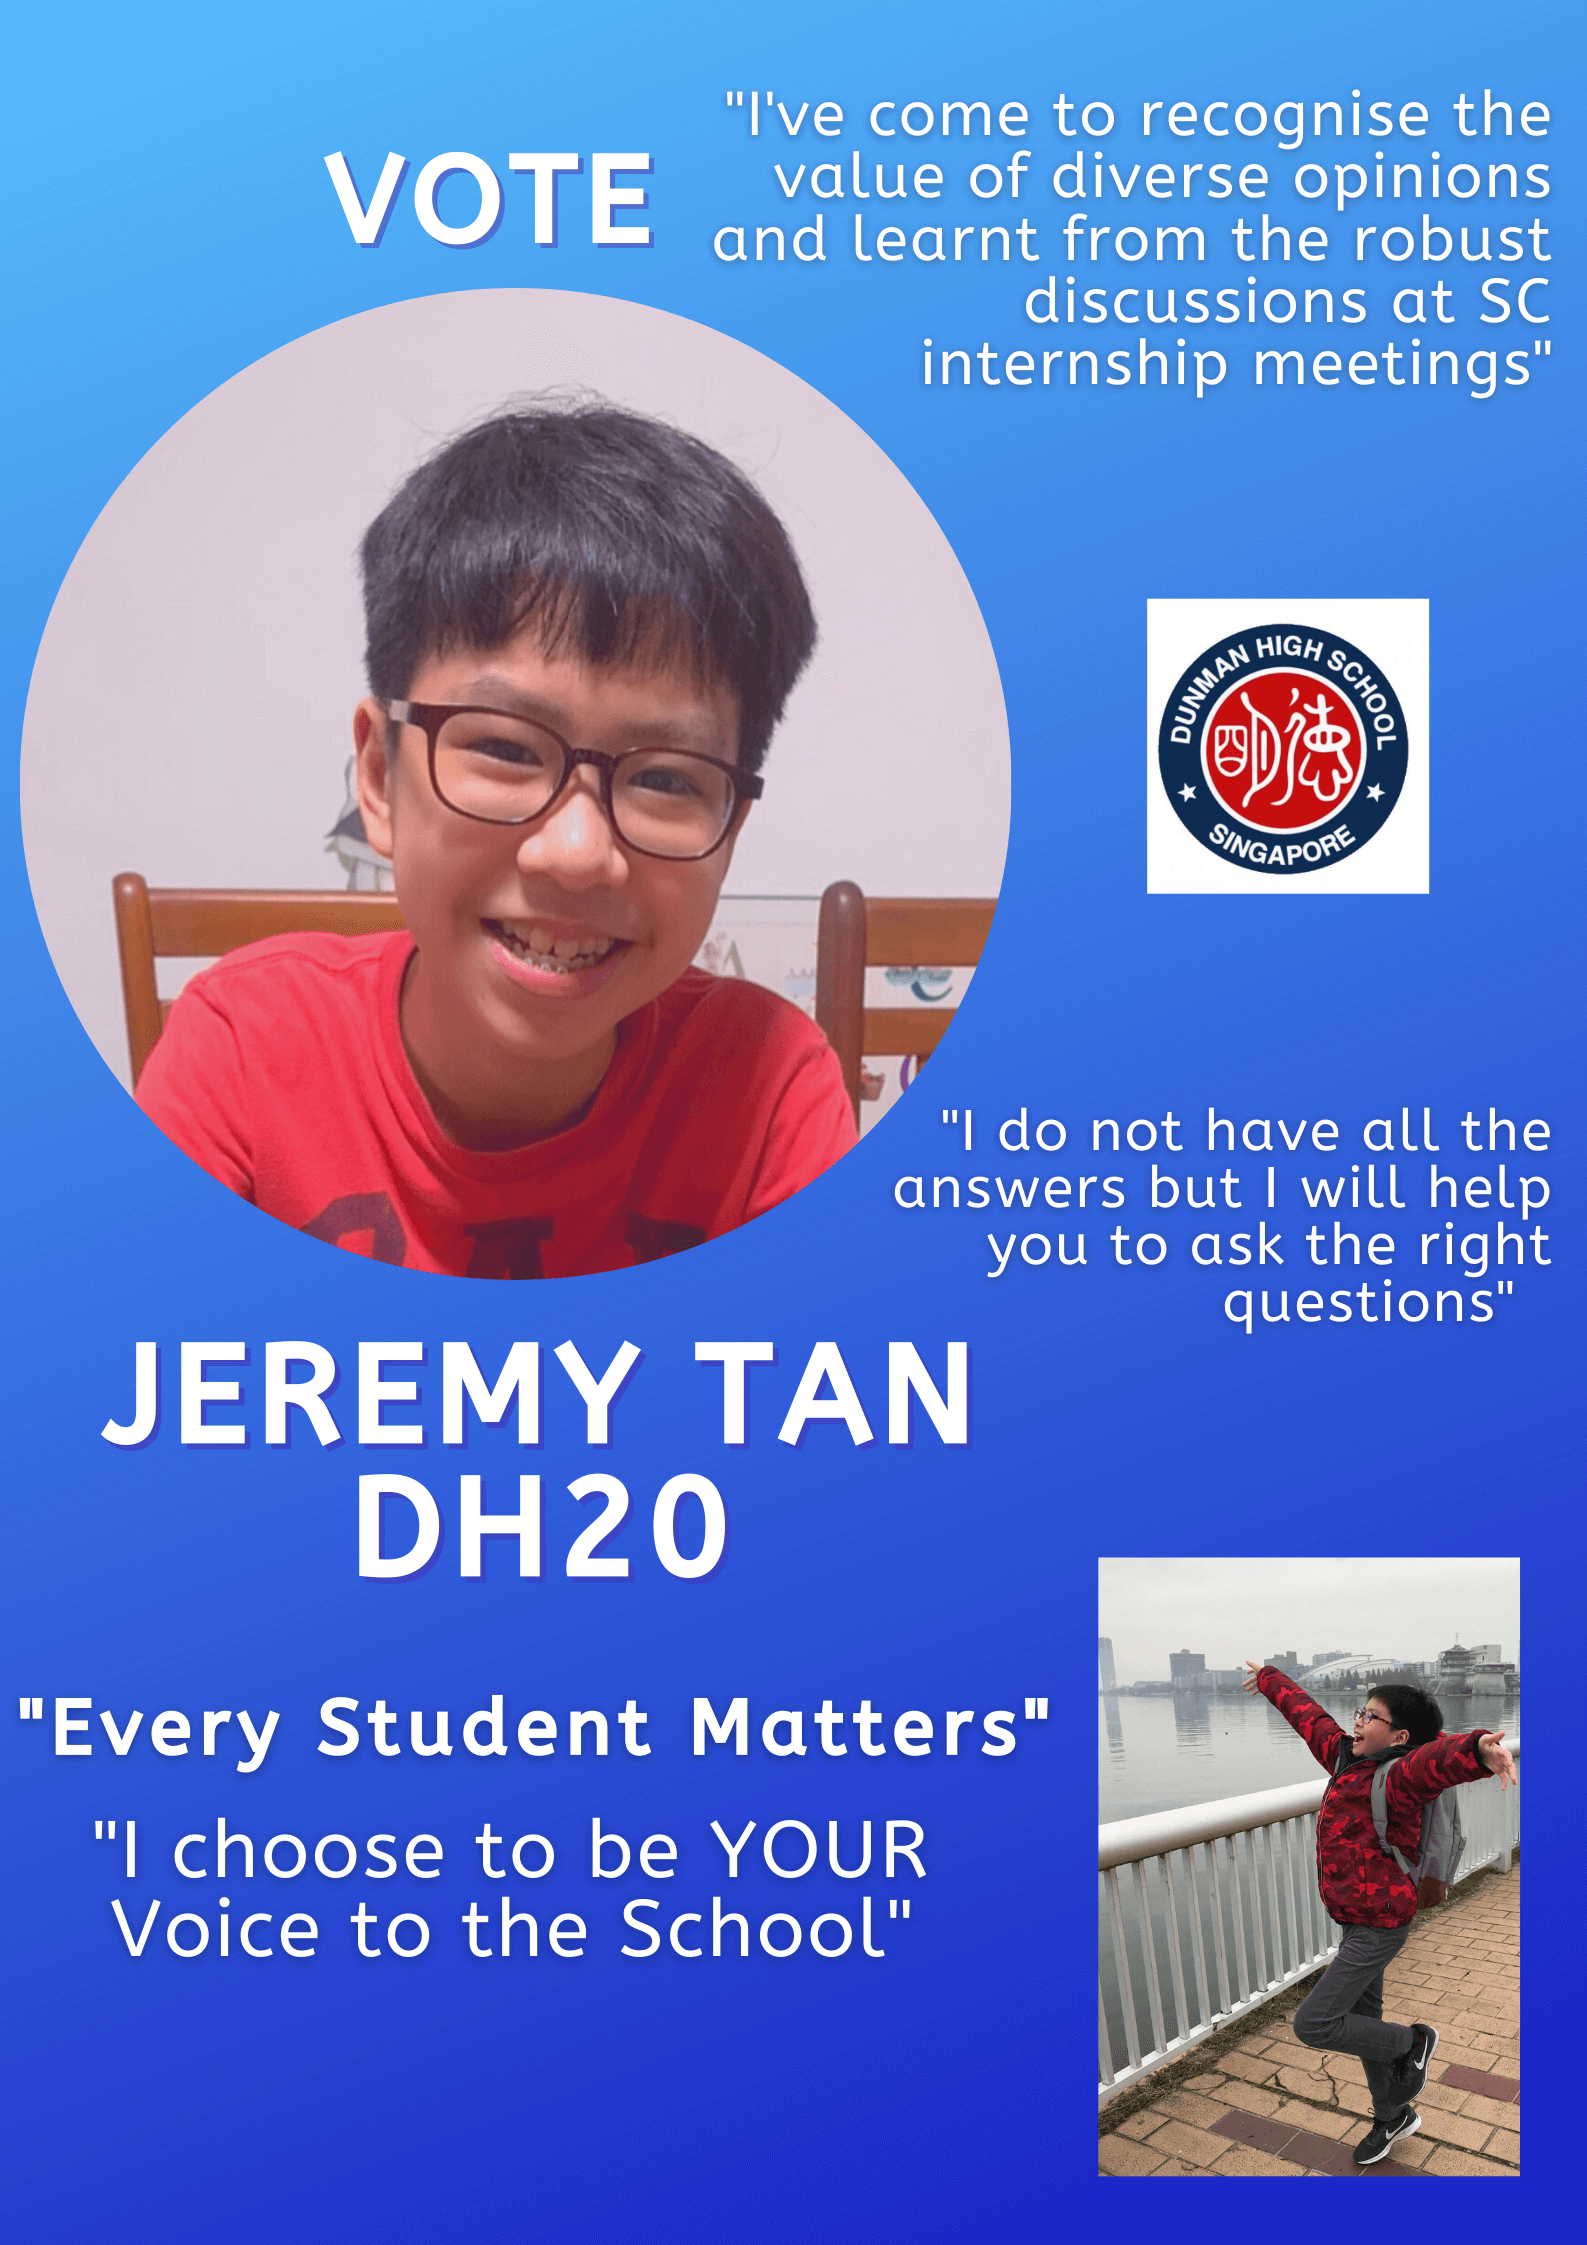 VOTE
"I've come to recognise the
value of diverse opinions
and learnt from the robust
discussions at SC
internship meetings"
DUNMAN HIGH SCHOOL
SINGAPORE
"I do not have all the
answers but I will help
you to ask the right
questions"
JEREMY TAN
DH20
"Every Student Matters"
"I choose to be YOUR
Voice to the School"